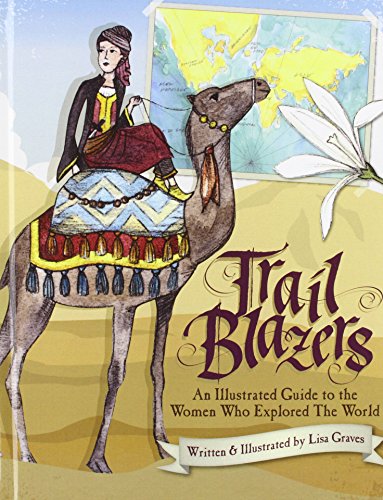 Trail
Blazers
An Illustrated Guide to the
Women Who Explored The World
Written & Illustrated by Lisa Graves